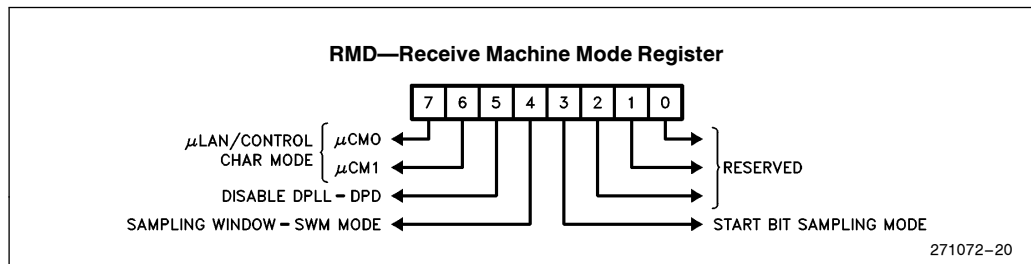 RMD—Receive Machine Mode Register
7 6 5 4 3 2 1 0
μLAN/CONTROL
CHAR MODE
μCM0
μCM1
DISABLE DPLL – DPD
SAMPLING WINDOW – SWM MODE
RESERVED
START BIT SAMPLING MODE
271072–20